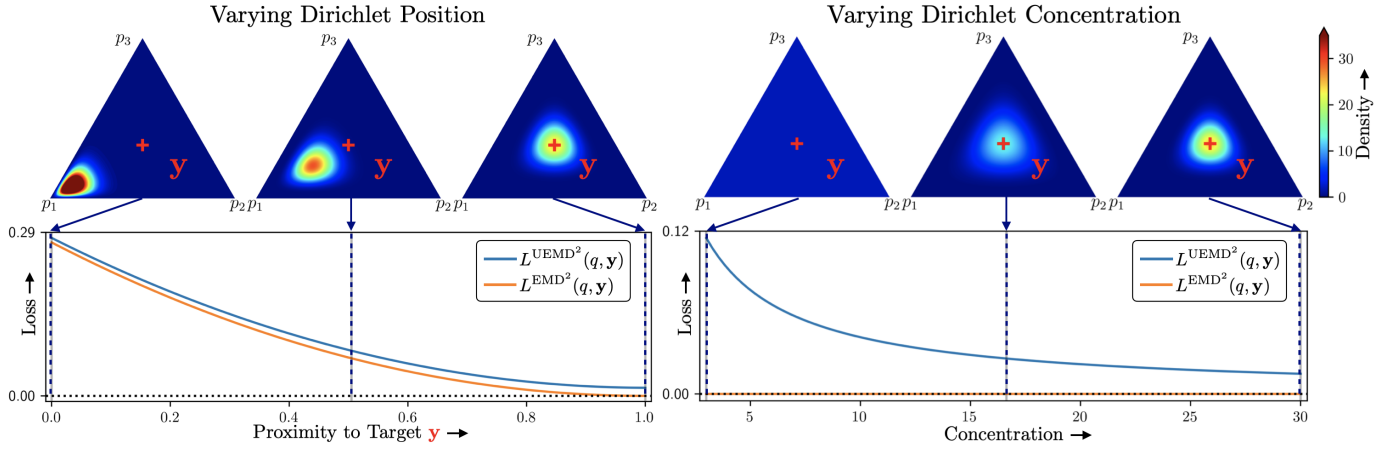 Varying Dirichlet Position
p₃ p₃ p₃
y y y
p₁ p₂ p₁ p₂ p₁ p₂
0.29
L^UEMD²(q, y)
L^EMD²(q, y)
Loss →
0.00
0.0 0.2 0.4 0.6 0.8 1.0
Proximity to Target y →
Varying Dirichlet Concentration
p₃ p₃ p₃
y y y
p₁ p₂ p₁ p₂ p₁ p₂
30
20
10
0
Density →
0.12
L^UEMD²(q, y)
L^EMD²(q, y)
Loss →
0.00
5 10 15 20 25 30
Concentration →